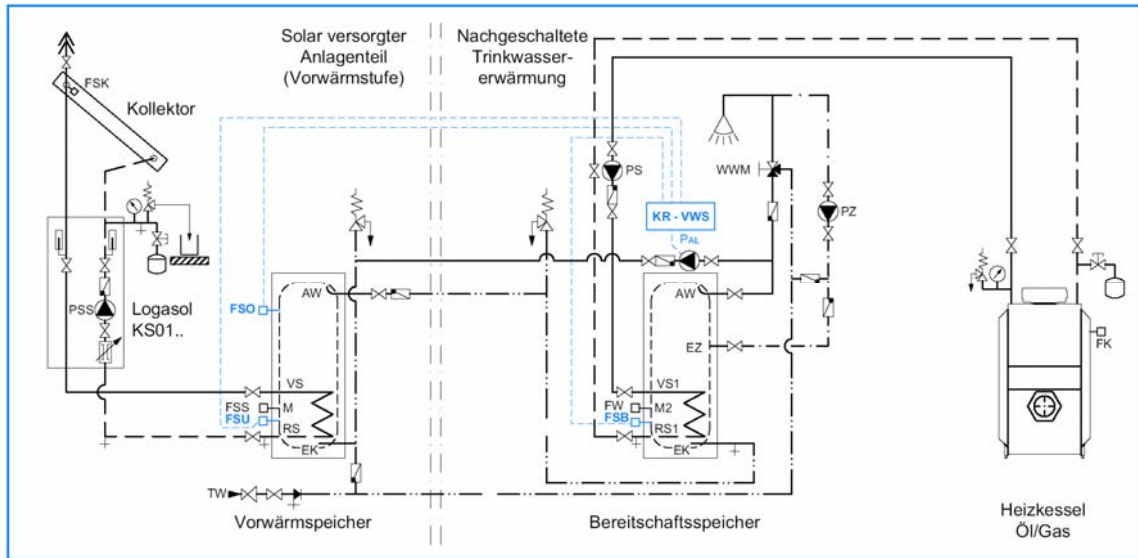 Solar versorgter
Anlagenteil
(Vorwärmstufe)
Nachgeschaltete
Trinkwasser-
erwärmung
FSK
Kollektor
PS
WWM
PZ
KR - VWS
PAL
PSS
Logasol
KS01..
FSO
AW
AW
EZ
FK
VS
FSS
M
FSU
RS
EK
VS1
FW
M2
FSB
RS1
EK
TW
Vorwärmspeicher
Bereitschaftsspeicher
Heizkessel
Öl/Gas